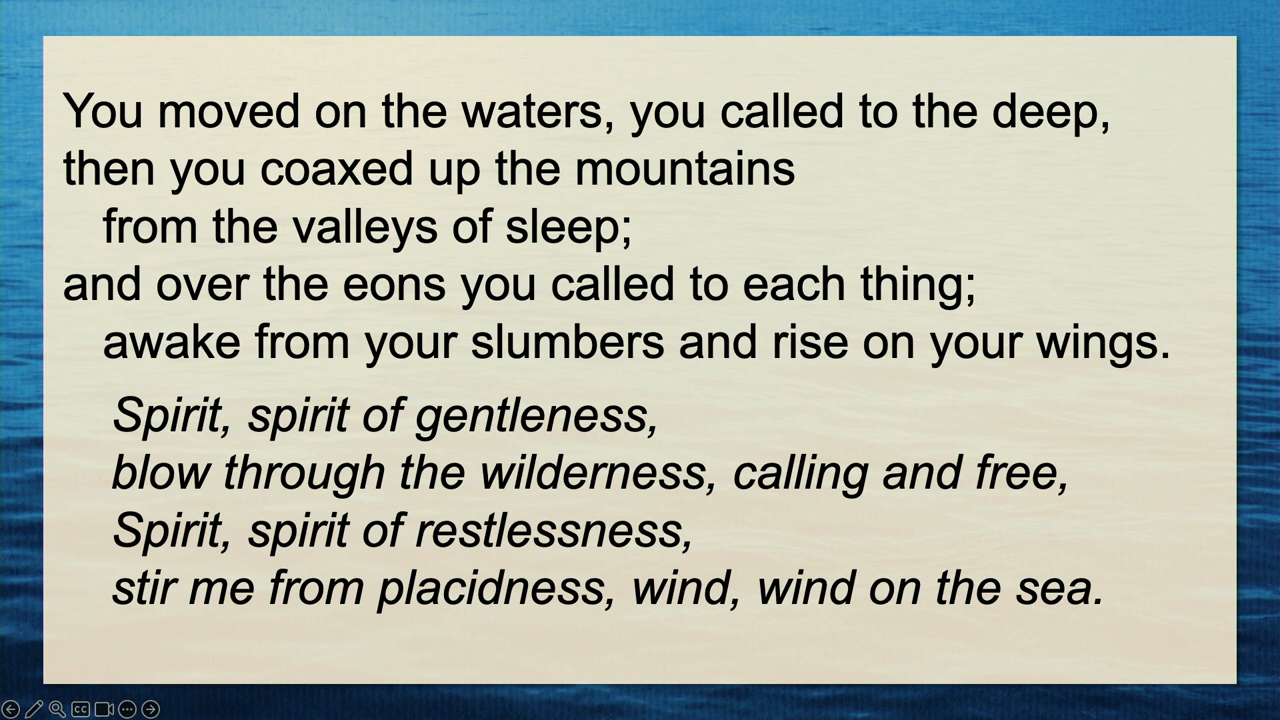 You moved on the waters, you called to the deep,
then you coaxed up the mountains
from the valleys of sleep;
and over the eons you called to each thing;
awake from your slumbers and rise on your wings.
Spirit, spirit of gentleness,
blow through the wilderness, calling and free,
Spirit, spirit of restlessness,
stir me from placidness, wind, wind on the sea.
CC